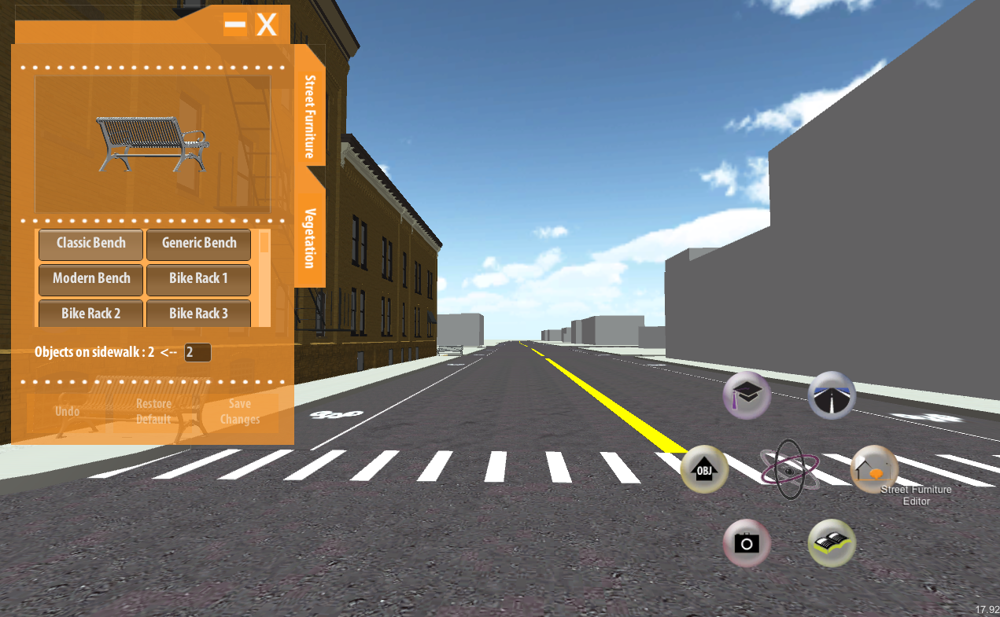 X
Street Furniture
Vegetation
Classic Bench
Generic Bench
Modern Bench
Bike Rack 1
Bike Rack 2
Bike Rack 3
Objects on sidewalk : 2 <-- 2
Undo
Restore
Default
Save
Changes
OBJ
Street Furniture
Editor
17.92